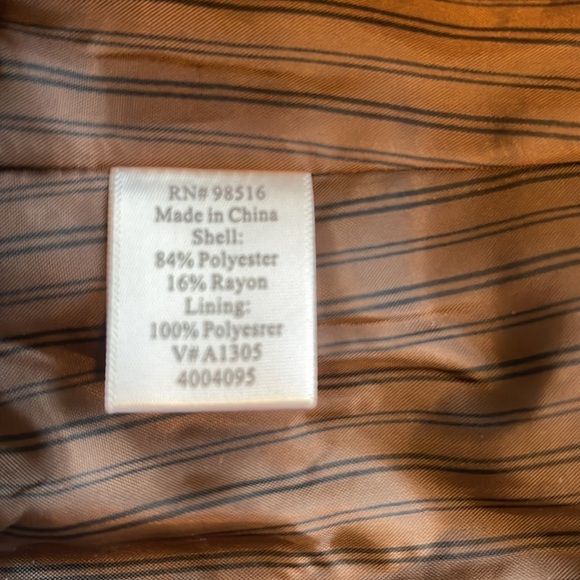 RN# 98516
Made in China
Shell:
84% Polyester
16% Rayon
Lining:
100% Polyesrer
V# A1305
4004095